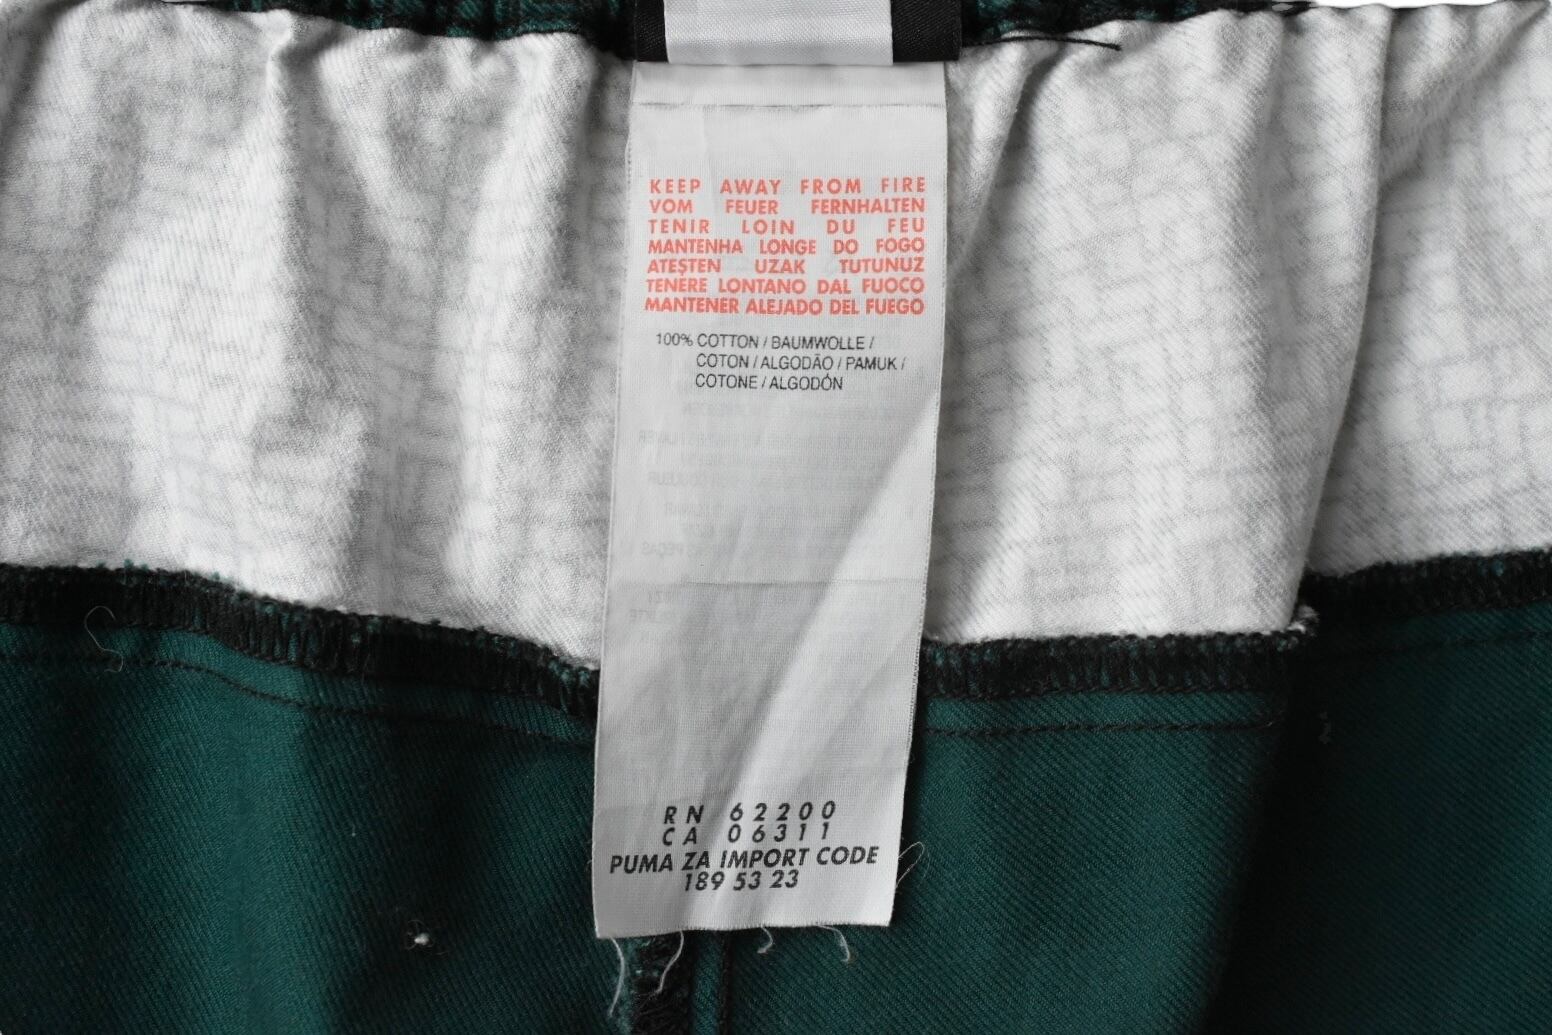 KEEP AWAY FROM FIRE
VOM FEUER FERNHALTEN
TENIR LOIN DU FEU
MANTENHA LONGE DO FOGO
ATEŞTEN UZAK TUTUNUZ
TENERE LONTANO DAL FUOCO
MANTENER ALEJADO DEL FUEGO
100% COTTON / BAUMWOLLE /
COTON / ALGODÃO / PAMUK /
COTONE / ALGODÓN
RN 62200
CA 06311
PUMA ZA IMPORT CODE
189 53 23